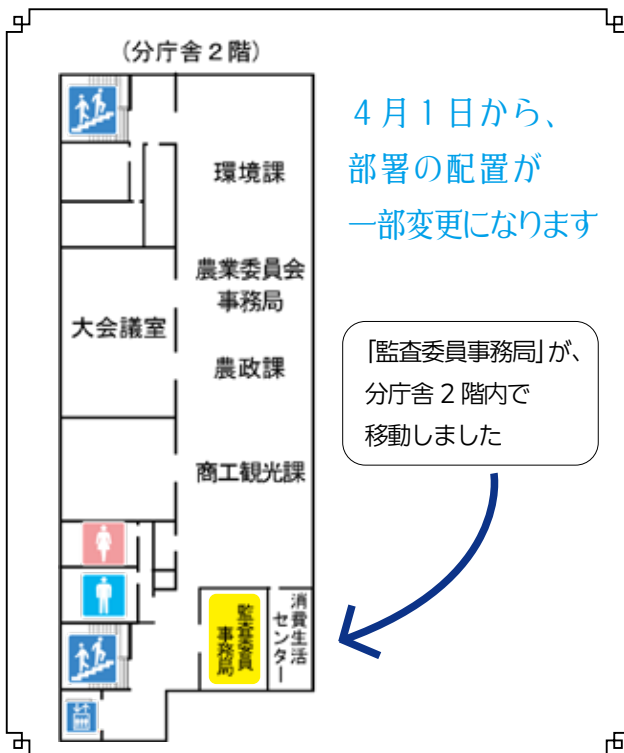 (分庁舎2階)
4月1日から、
部署の配置が
一部変更になります
環境課
農業委員会
事務局
大会議室
農政課
商工観光課
「監査委員事務局」が、
分庁舎2階内で
移動しました
監査委員
事務局
消費生活
センター